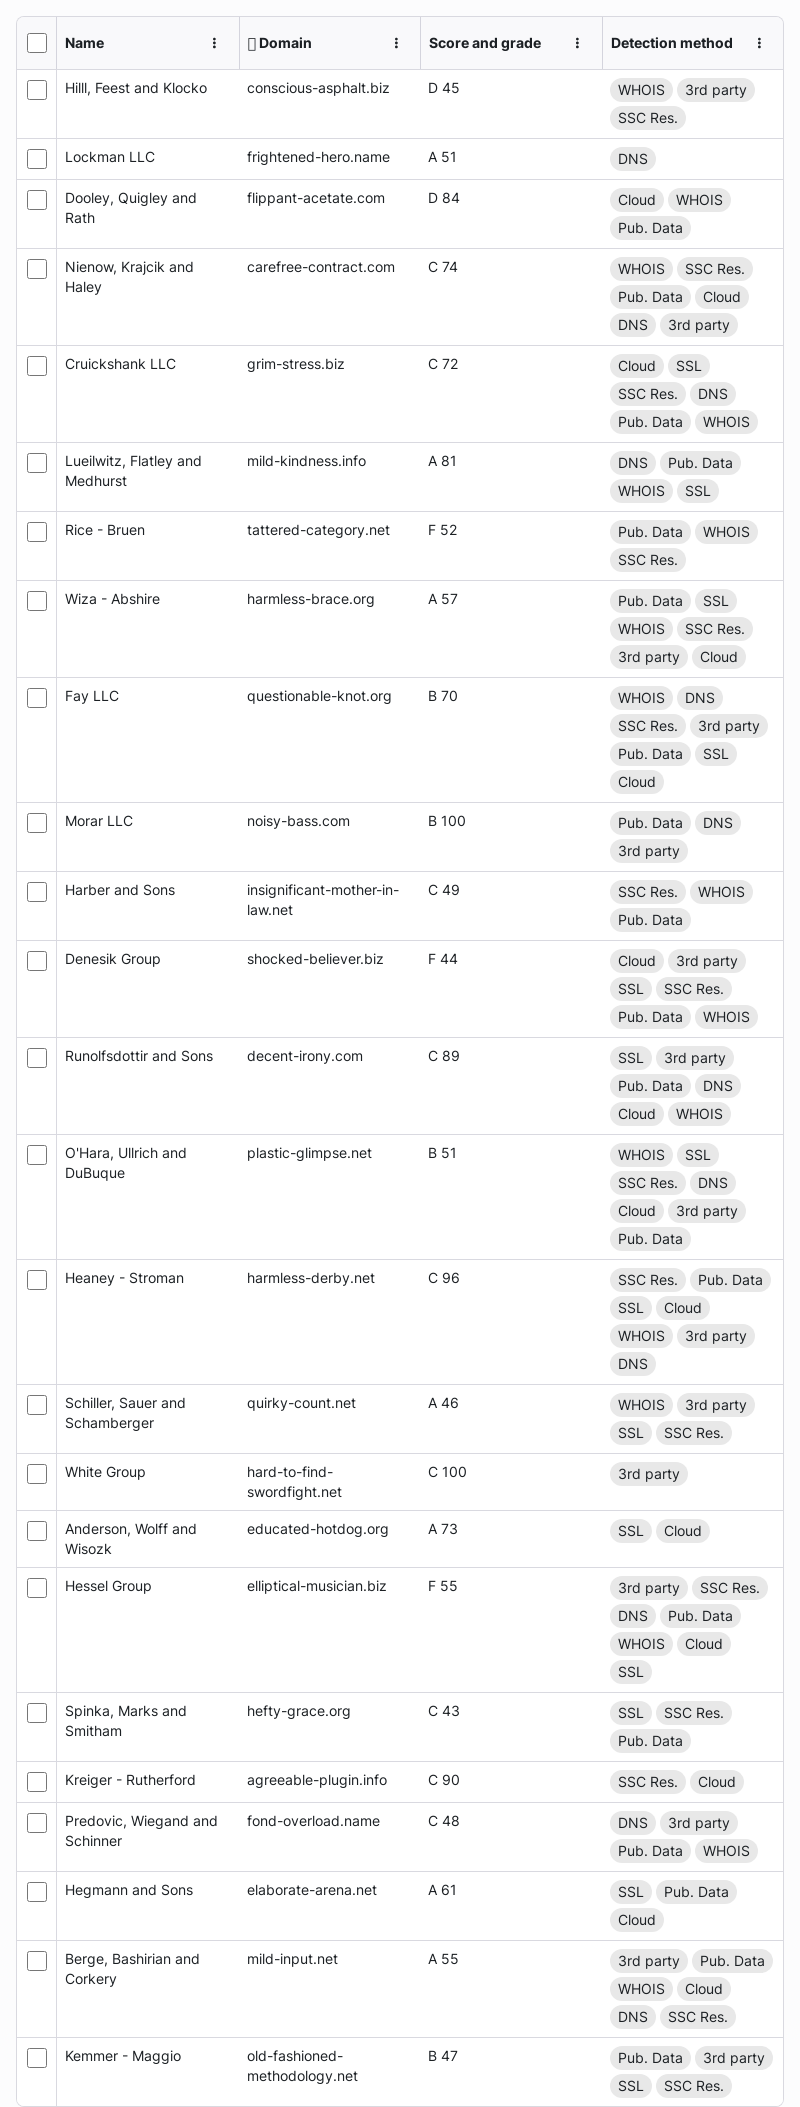 Name Domain Score and grade Detection method
Hilll, Feest and Klocko conscious-asphalt.biz D 45 WHOIS 3rd party
SSC Res.
Lockman LLC frightened-hero.name A 51 DNS
Dooley, Quigley and flippant-acetate.com D 84 Cloud WHOIS
Rath Pub. Data
Nienow, Krajcik and carefree-contract.com C 74 WHOIS SSC Res.
Haley Pub. Data Cloud
DNS 3rd party
Cruickshank LLC grim-stress.biz C 72 Cloud SSL
SSC Res. DNS
Pub. Data WHOIS
Lueilwitz, Flatley and mild-kindness.info A 81 DNS Pub. Data
Medhurst WHOIS SSL
Rice - Bruen tattered-category.net F 52 Pub. Data WHOIS
SSC Res.
Wiza - Abshire harmless-brace.org A 57 Pub. Data SSL
WHOIS SSC Res.
3rd party Cloud
Fay LLC questionable-knot.org B 70 WHOIS DNS
SSC Res. 3rd party
Pub. Data SSL
Cloud
Morar LLC noisy-bass.com B 100 Pub. Data DNS
3rd party
Harber and Sons insignificant-mother-in- C 49 SSC Res. WHOIS
law.net Pub. Data
Denesik Group shocked-believer.biz F 44 Cloud 3rd party
SSL SSC Res.
Pub. Data WHOIS
Runolfsdottir and Sons decent-irony.com C 89 SSL 3rd party
Pub. Data DNS
Cloud WHOIS
O'Hara, Ullrich and plastic-glimpse.net B 51 WHOIS SSL
DuBuque SSC Res. DNS
Cloud 3rd party
Pub. Data
Heaney - Stroman harmless-derby.net C 96 SSC Res. Pub. Data
SSL Cloud
WHOIS 3rd party
DNS
Schiller, Sauer and quirky-count.net A 46 WHOIS 3rd party
Schamberger SSL SSC Res.
White Group hard-to-find- C 100 3rd party
swordfight.net
Anderson, Wolff and educated-hotdog.org A 73 SSL Cloud
Wisozk
Hessel Group elliptical-musician.biz F 55 3rd party SSC Res.
DNS Pub. Data
WHOIS Cloud
SSL
Spinka, Marks and hefty-grace.org C 43 SSL SSC Res.
Smitham Pub. Data
Kreiger - Rutherford agreeable-plugin.info C 90 SSC Res. Cloud
Predovic, Wiegand and fond-overload.name C 48 DNS 3rd party
Schinner Pub. Data WHOIS
Hegmann and Sons elaborate-arena.net A 61 SSL Pub. Data
Cloud
Berge, Bashirian and mild-input.net A 55 3rd party Pub. Data
Corkery WHOIS Cloud
DNS SSC Res.
Kemmer - Maggio old-fashioned- B 47 Pub. Data 3rd party
methodology.net SSL SSC Res.